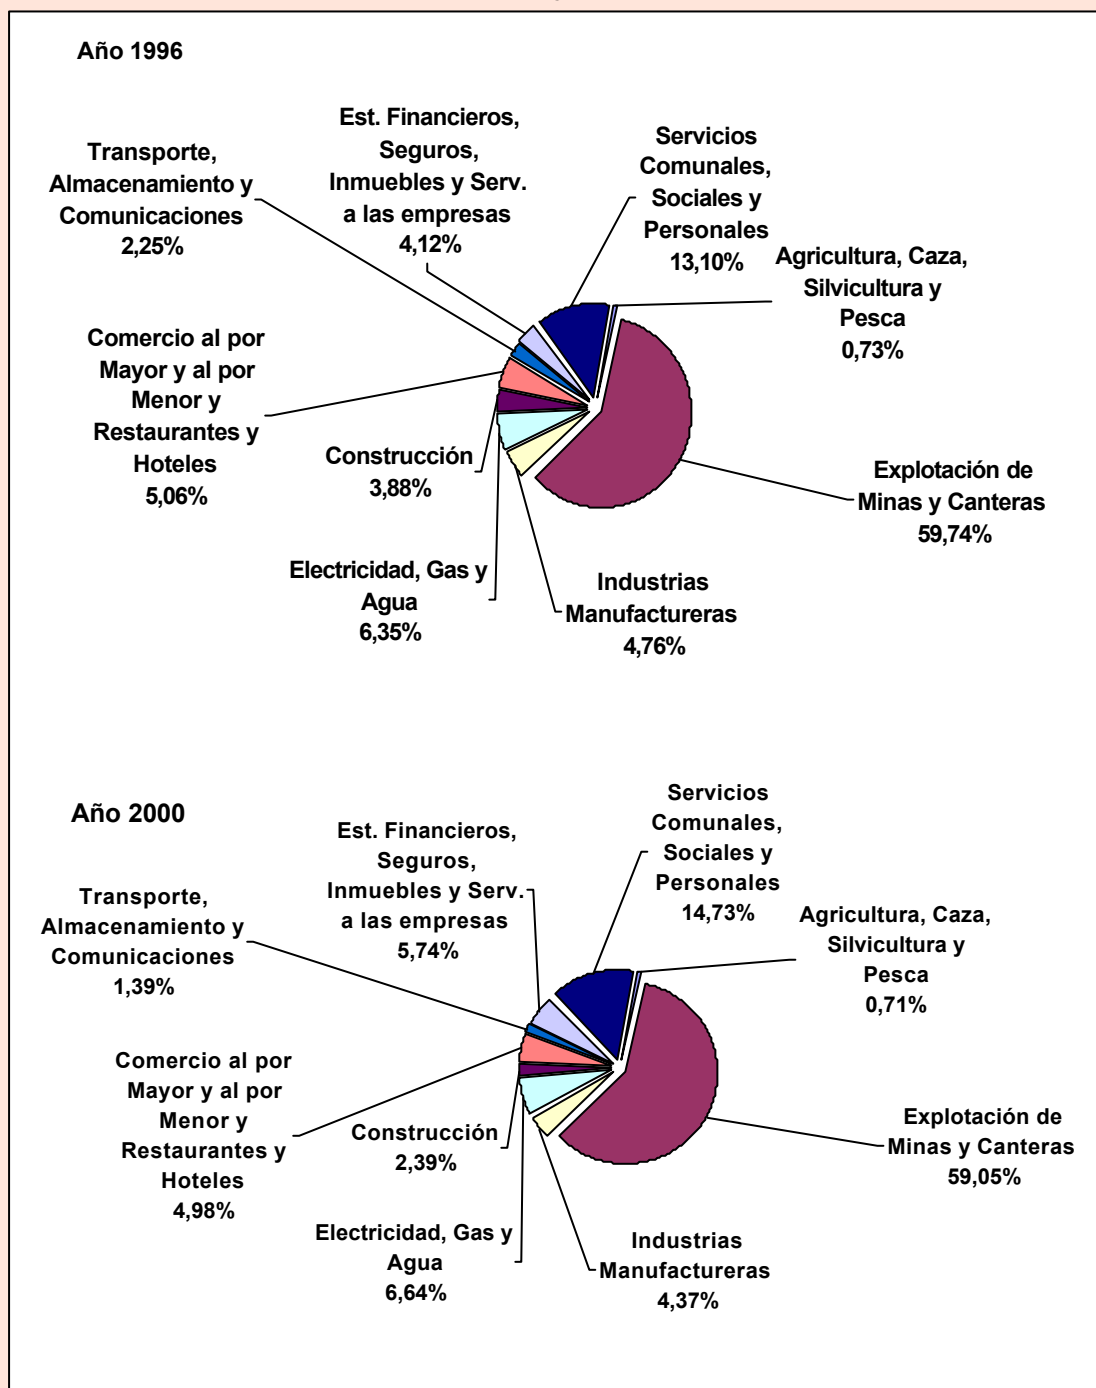 Año 1996
Est. Financieros,
Seguros,
Inmuebles y Serv.
a las empresas
4,12%
Servicios
Comunales,
Sociales y
Personales
13,10%
Transporte,
Almacenamiento y
Comunicaciones
2,25%
Agricultura, Caza,
Silvicultura y
Pesca
0,73%
Comercio al por
Mayor y al por
Menor y
Restaurantes y
Hoteles
5,06%
Construcción
3,88%
Explotación de
Minas y Canteras
59,74%
Electricidad, Gas y
Agua
6,35%
Industrias
Manufactureras
4,76%
Año 2000
Est. Financieros,
Seguros,
Inmuebles y Serv.
a las empresas
5,74%
Servicios
Comunales,
Sociales y
Personales
14,73%
Transporte,
Almacenamiento y
Comunicaciones
1,39%
Agricultura, Caza,
Silvicultura y
Pesca
0,71%
Comercio al por
Mayor y al por
Menor y
Restaurantes y
Hoteles
4,98%
Construcción
2,39%
Explotación de
Minas y Canteras
59,05%
Electricidad, Gas y
Agua
6,64%
Industrias
Manufactureras
4,37%